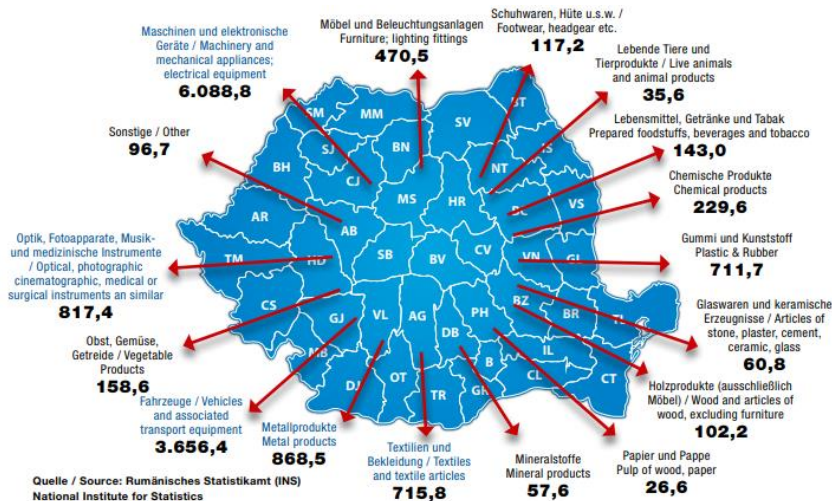 Maschinen und elektronische
Geräte / Machinery and
mechanical appliances;
electrical equipment
6.088,8
Möbel und Beleuchtungsanlagen
Furniture; lighting fittings
470,5
Schuhwaren, Hüte u.s.w. /
Footwear, headgear etc.
117,2
Lebende Tiere und
Tierprodukte / Live animals
and animal products
35,6
Lebensmittel, Getränke und Tabak
Prepared foodstuffs, beverages and tobacco
143,0
Chemische Produkte
Chemical products
229,6
Gummi und Kunststoff
Plastic & Rubber
711,7
Glaswaren und keramische
Erzeugnisse / Articles of
stone, plaster, cement,
ceramic, glass
60,8
Holzprodukte (ausschließlich
Möbel) / Wood and articles of
wood, excluding furniture
102,2
Papier und Pappe
Pulp of wood, paper
26,6
Mineralstoffe
Mineral products
57,6
Textilien und
Bekleidung / Textiles
and textile articles
715,8
Metallprodukte
Metal products
868,5
Fahrzeuge / Vehicles
and associated
transport equipment
3.656,4
Obst, Gemüse,
Getreide / Vegetable
Products
158,6
Optik, Fotoapparate, Musik-
und medizinische Instrumente
/ Optical, photographic
cinematographic, medical or
surgical instruments an similar
817,4
Sonstige / Other
96,7
SM
MM
SV
BT
SJ
BN
IS
BH
CJ
NT
MS
HR
BC
VS
AR
AB
TM
HD
SB
BV
CV
VN
GL
CS
GJ
VL
AG
DB
PH
BZ
BR
TL
MB
DJ
OT
TR
GR
B
IL
CL
CT
Quelle / Source: Rumänisches Statistikamt (INS)
National Institute for Statistics